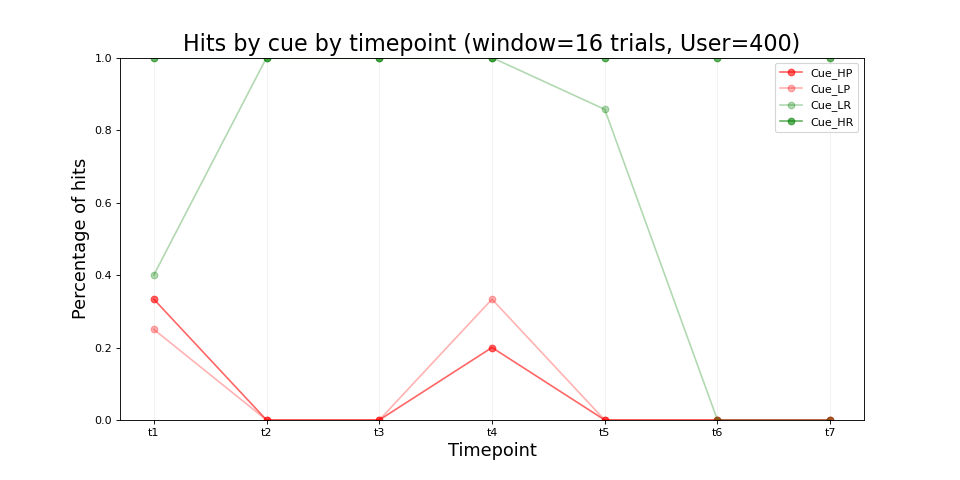 Hits by cue by timepoint (window=16 trials, User=400)
Percentage of hits
1.0
0.8
0.6
0.4
0.2
0.0
Cue_HP
Cue_LP
Cue_LR
Cue_HR
t1 t2 t3 t4 t5 t6 t7
Timepoint